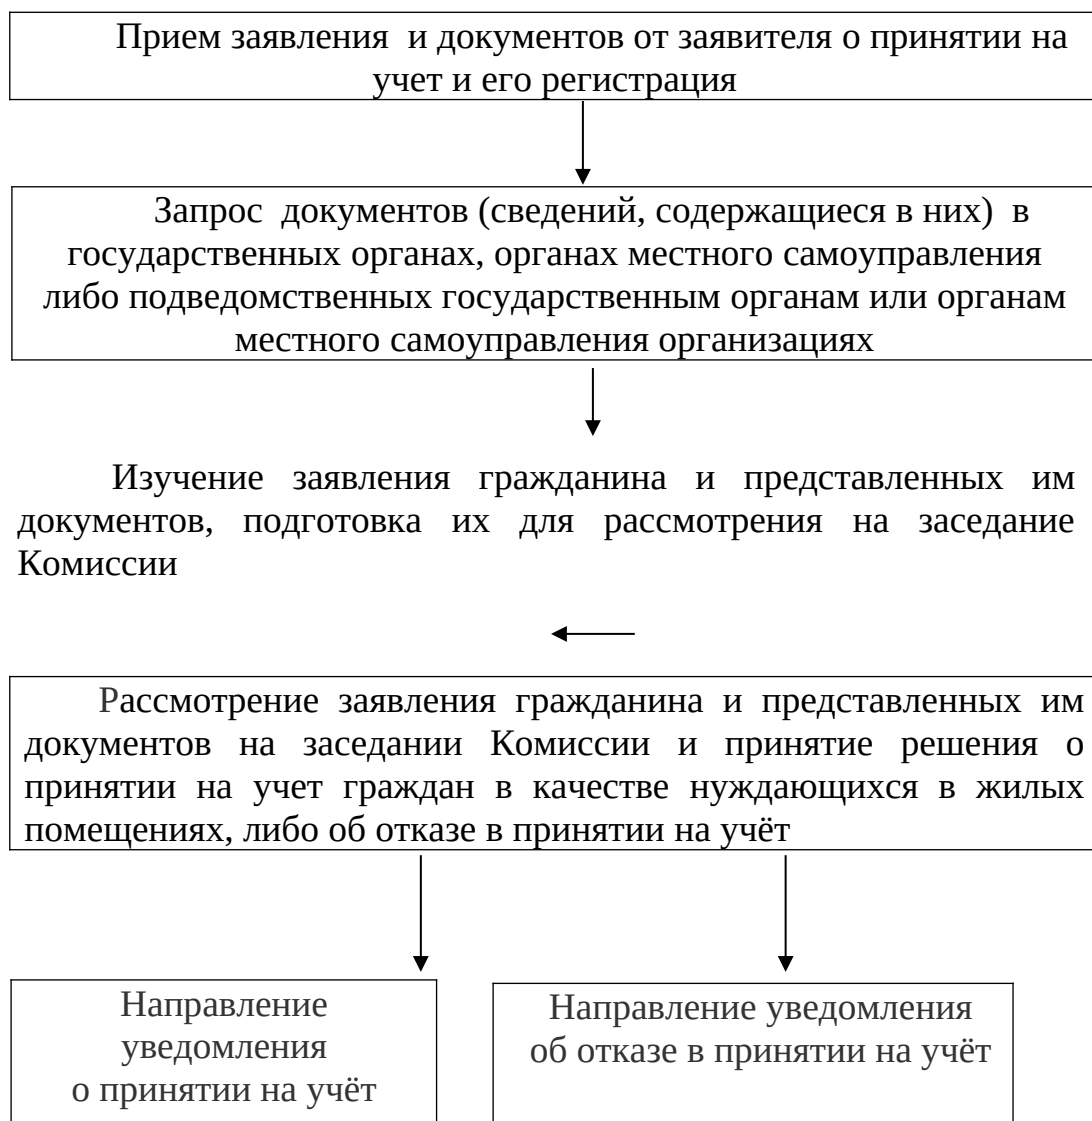 Прием заявления и документов от заявителя о принятии на
учет и его регистрация
Запрос документов (сведений, содержащиеся в них) в
государственных органах, органах местного самоуправления
либо подведомственных государственным органам или органам
местного самоуправления организациях
Изучение заявления гражданина и представленных им
документов, подготовка их для рассмотрения на заседание
Комиссии
Рассмотрение заявления гражданина и представленных им
документов на заседании Комиссии и принятие решения о
принятии на учет граждан в качестве нуждающихся в жилых
помещениях, либо об отказе в принятии на учёт
Направление
уведомления
о принятии на учёт
Направление уведомления
об отказе в принятии на учёт